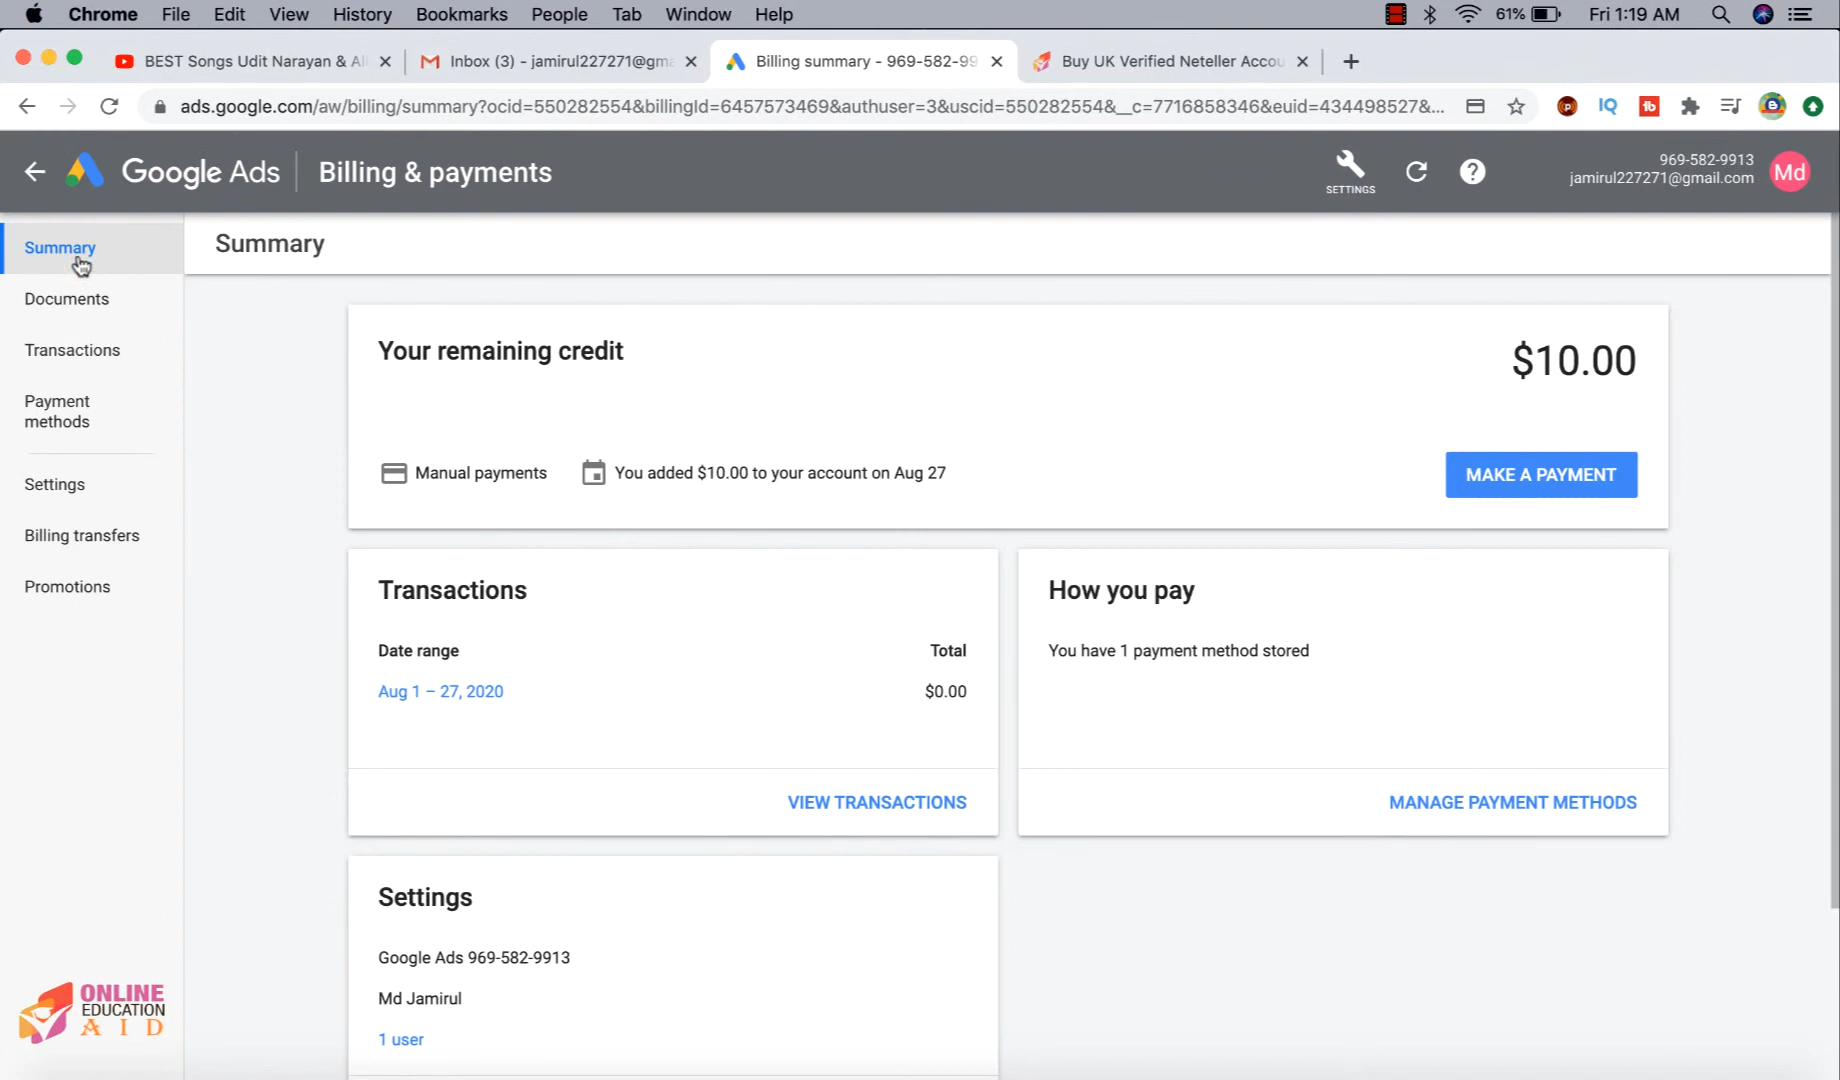 Chrome File Edit View History Bookmarks People Tab Window Help 61% Fri 1:19 AM
BEST Songs Udit Narayan & Al Inbox (3) - jamirul227271@gma Billing summary - 969-582-99 Buy UK Verified Neteller Accou
ads.google.com/aw/billing/summary?ocid=550282554&billingId=6457573469&authuser=3&uscid=550282554&__c=7716858346&euid=434498527&... IQ tb
Google Ads Billing & payments SETTINGS 969-582-9913
jamirul227271@gmail.com Md
Summary
Documents
Transactions
Payment
methods
Settings
Billing transfers
Promotions
Summary
Your remaining credit $10.00
Manual payments You added $10.00 to your account on Aug 27 MAKE A PAYMENT
Transactions
Date range Total
Aug 1 – 27, 2020 $0.00
VIEW TRANSACTIONS
How you pay
You have 1 payment method stored
MANAGE PAYMENT METHODS
Settings
Google Ads 969-582-9913
Md Jamirul
1 user
ONLINE
EDUCATION
AID